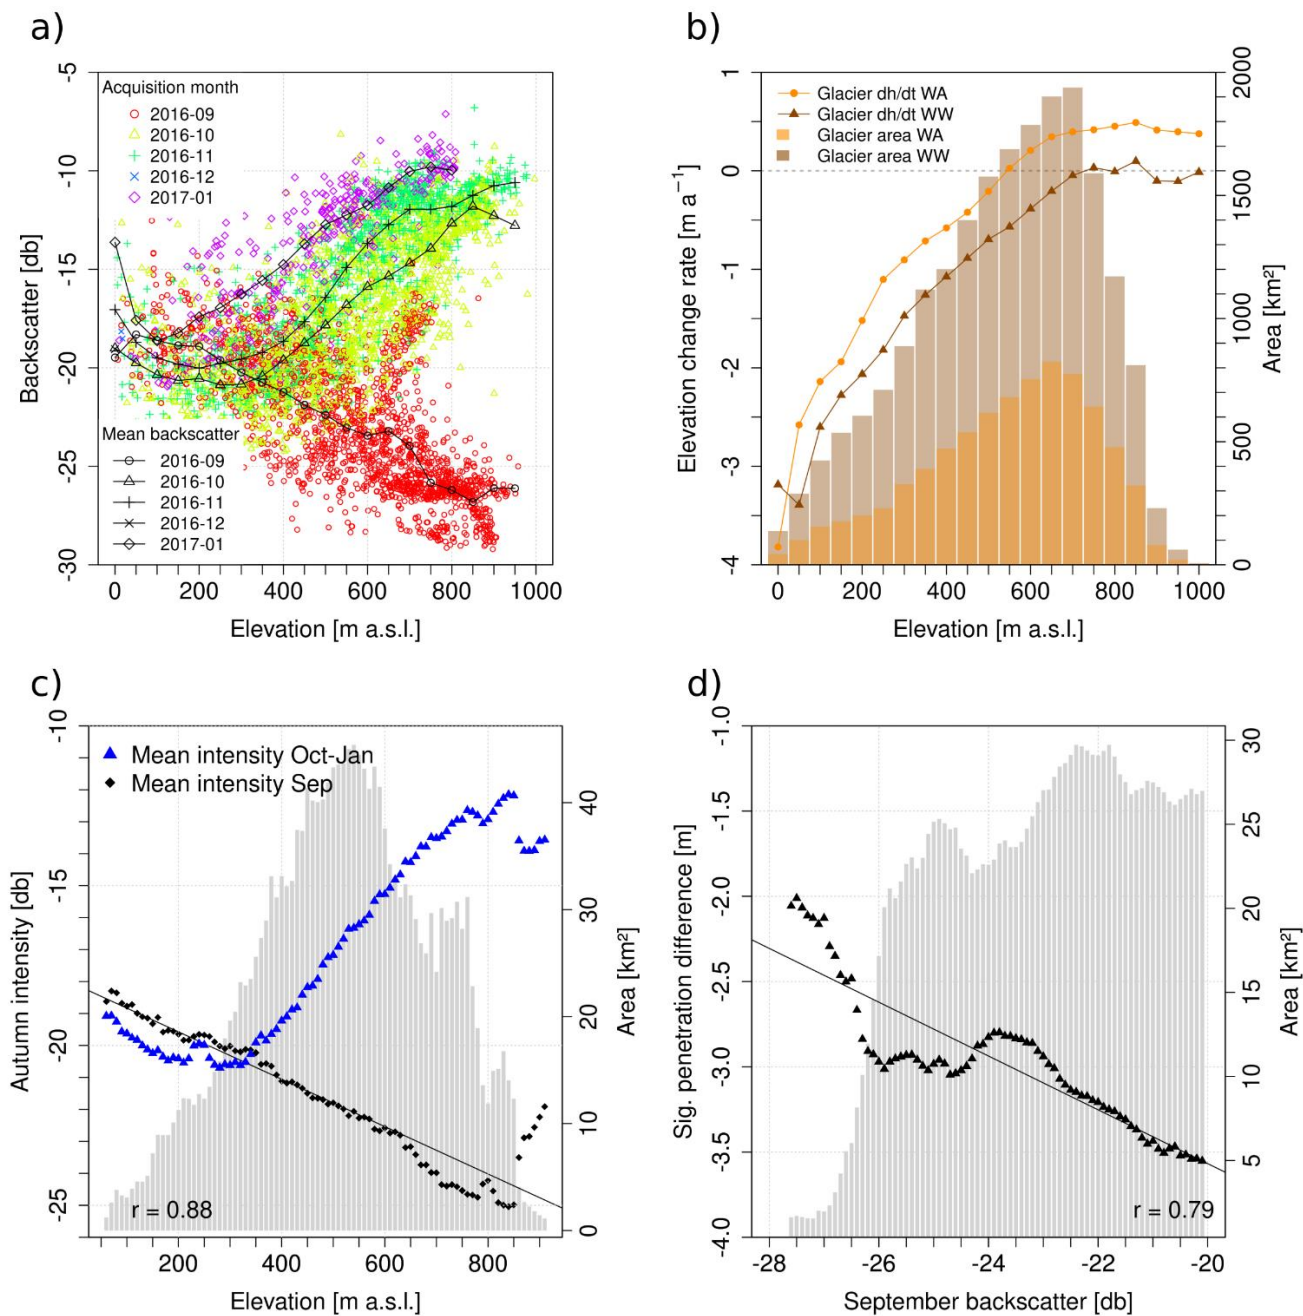 a)
-5
-10
-15
-20
-25
-30
Backscatter [db]
Acquisition month
2016-09
2016-10
2016-11
2016-12
2017-01
Mean backscatter
2016-09
2016-10
2016-11
2016-12
2017-01
0 200 400 600 800 1000
Elevation [m a.s.l.]
b)
1
0
-1
-2
-3
-4
Elevation change rate [m a⁻¹]
Glacier dh/dt WA
Glacier dh/dt WW
Glacier area WA
Glacier area WW
2000
1500
1000
500
0
Area [km²]
0 200 400 600 800 1000
Elevation [m a.s.l.]
c)
-10
-15
-20
-25
Autumn intensity [db]
Mean intensity Oct-Jan
Mean intensity Sep
r = 0.88
40
30
20
10
0
Area [km²]
200 400 600 800
Elevation [m a.s.l.]
d)
-1.0
-1.5
-2.0
-2.5
-3.0
-3.5
-4.0
Sig. penetration difference [m]
r = 0.79
30
25
20
15
10
5
Area [km²]
-28 -26 -24 -22 -20
September backscatter [db]